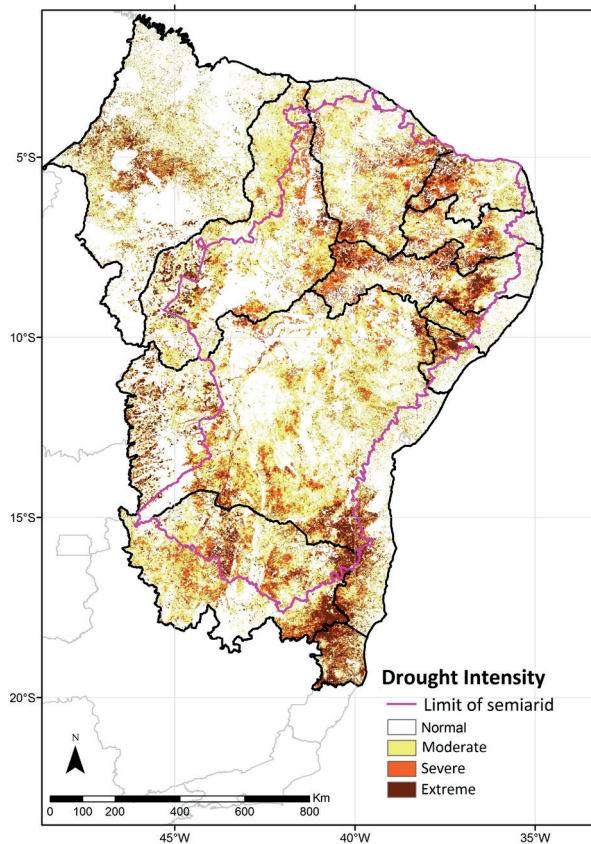 5°S
10°S
15°S
20°S
Drought Intensity
Limit of semiarid
Normal
Moderate
Severe
Extreme
N
Km
0 100 200 400 600 800
45°W 40°W 35°W